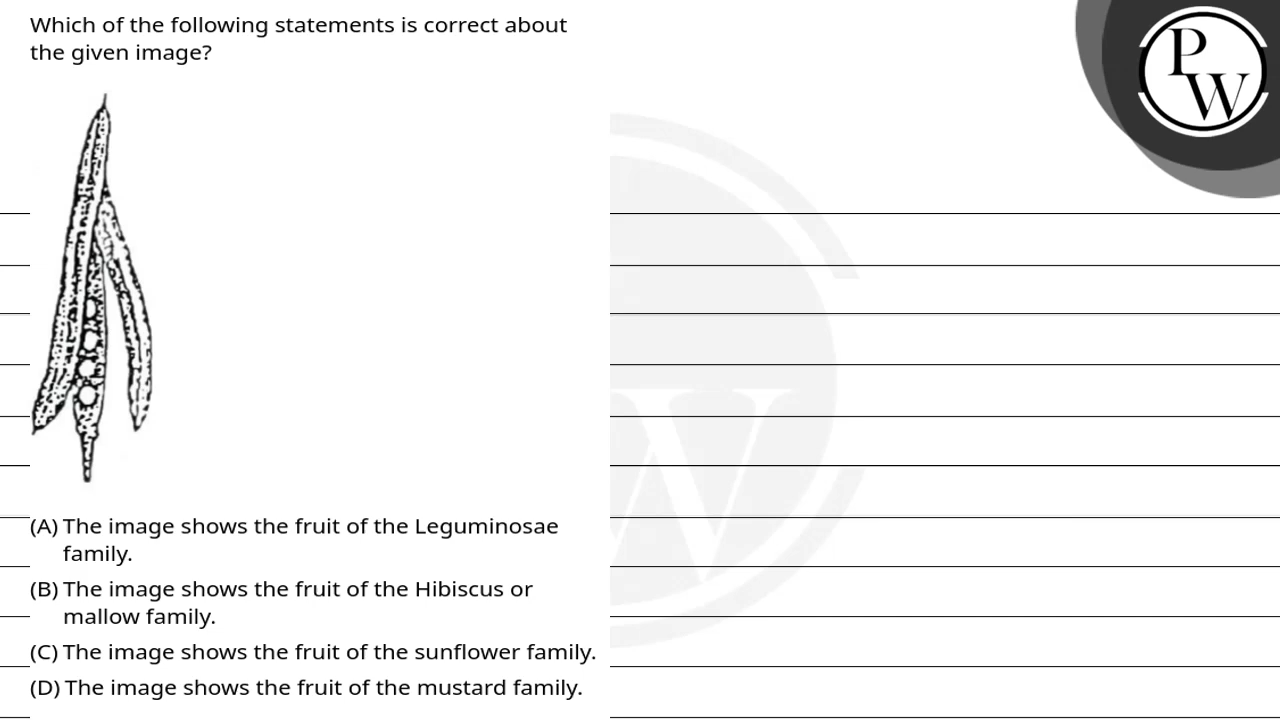 Which of the following statements is correct about
the given image?
P
W
(A) The image shows the fruit of the Leguminosae
family.
(B) The image shows the fruit of the Hibiscus or
mallow family.
(C) The image shows the fruit of the sunflower family.
(D) The image shows the fruit of the mustard family.